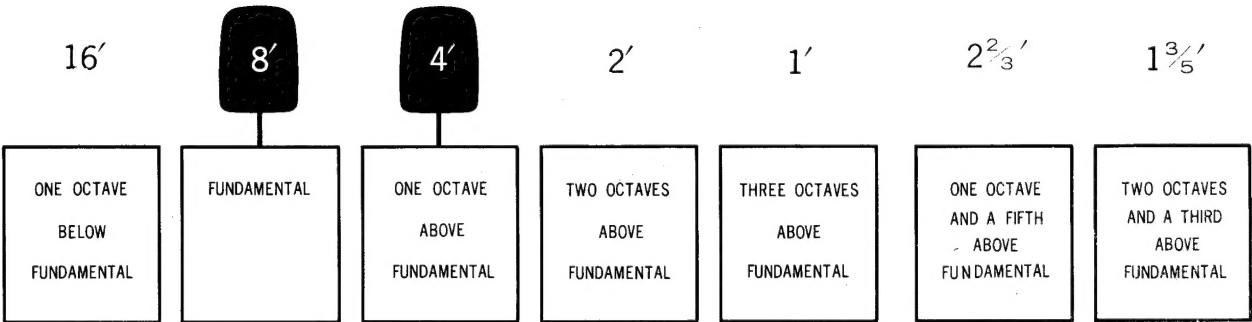 16′ 8′ 4′ 2′ 1′ 2⅔′ 1⅗′
ONE OCTAVE
BELOW
FUNDAMENTAL
FUNDAMENTAL
ONE OCTAVE
ABOVE
FUNDAMENTAL
TWO OCTAVES
ABOVE
FUNDAMENTAL
THREE OCTAVES
ABOVE
FUNDAMENTAL
ONE OCTAVE
AND A FIFTH
ABOVE
FUNDAMENTAL
TWO OCTAVES
AND A THIRD
ABOVE
FUNDAMENTAL